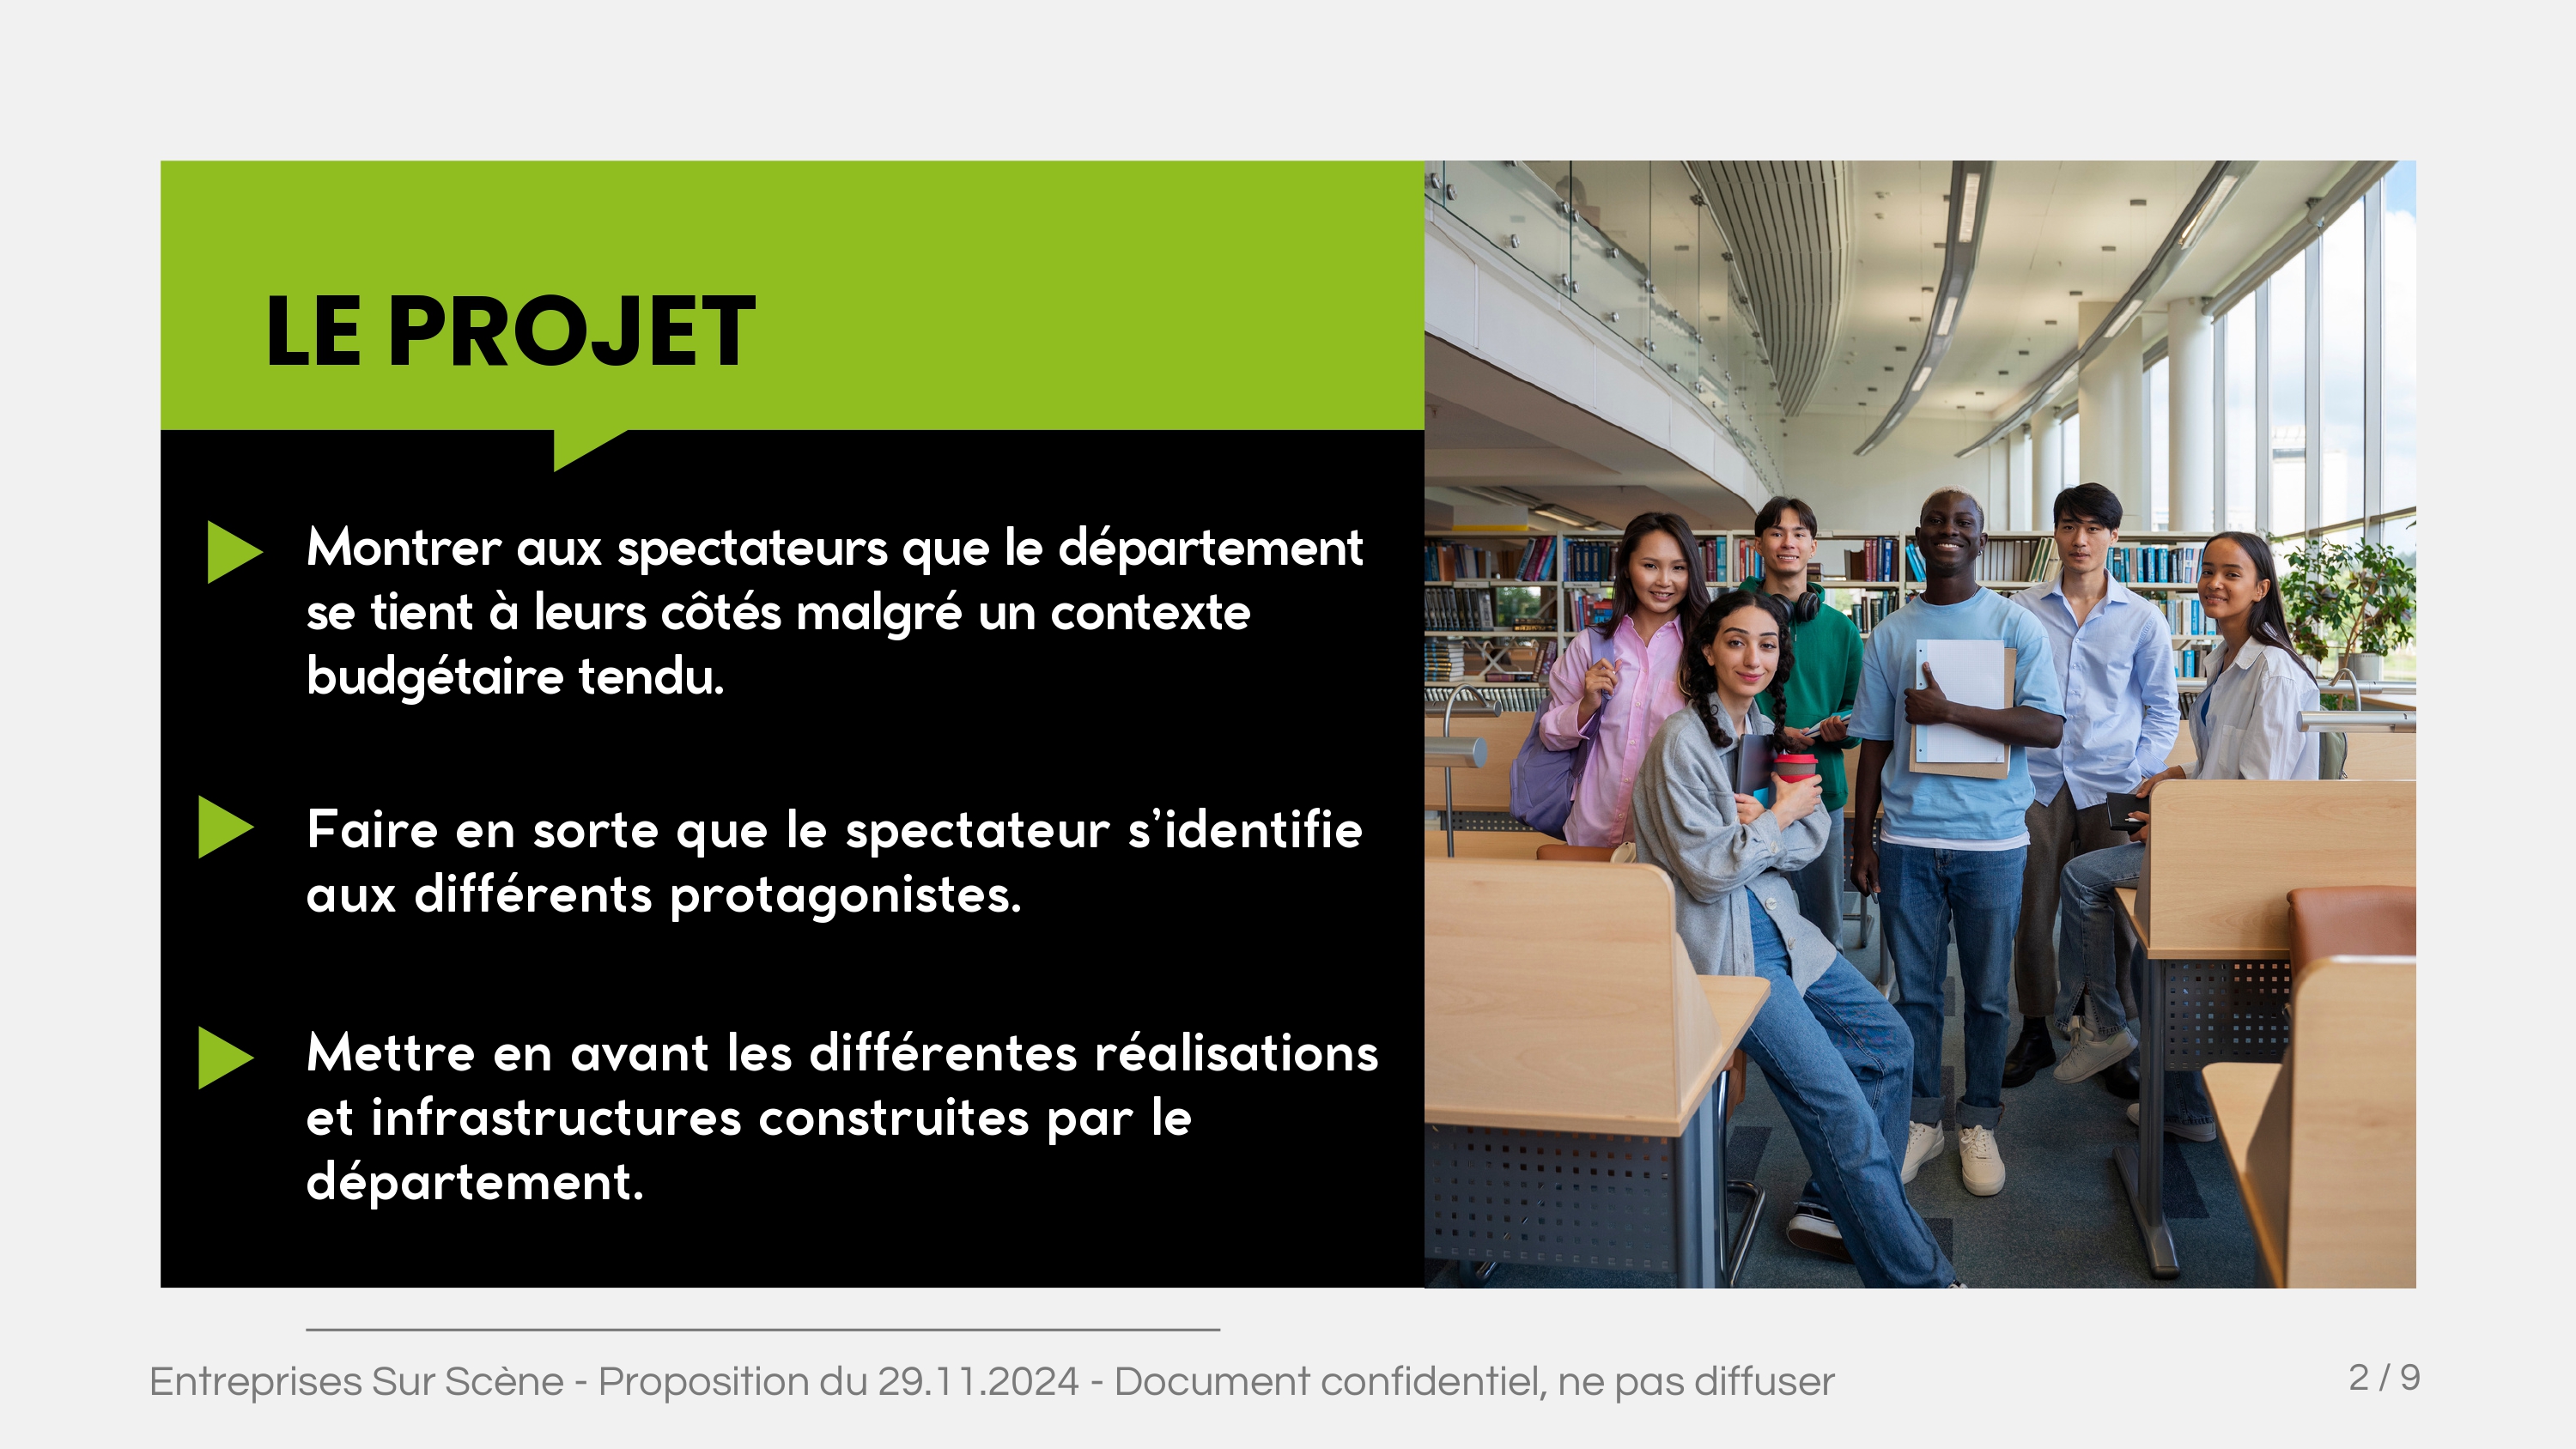 LE PROJET
Montrer aux spectateurs que le département
se tient à leurs côtés malgré un contexte
budgétaire tendu.
Faire en sorte que le spectateur s’identifie
aux différents protagonistes.
Mettre en avant les différentes réalisations
et infrastructures construites par le
département.
Entreprises Sur Scène - Proposition du 29.11.2024 - Document confidentiel, ne pas diffuser
2 / 9